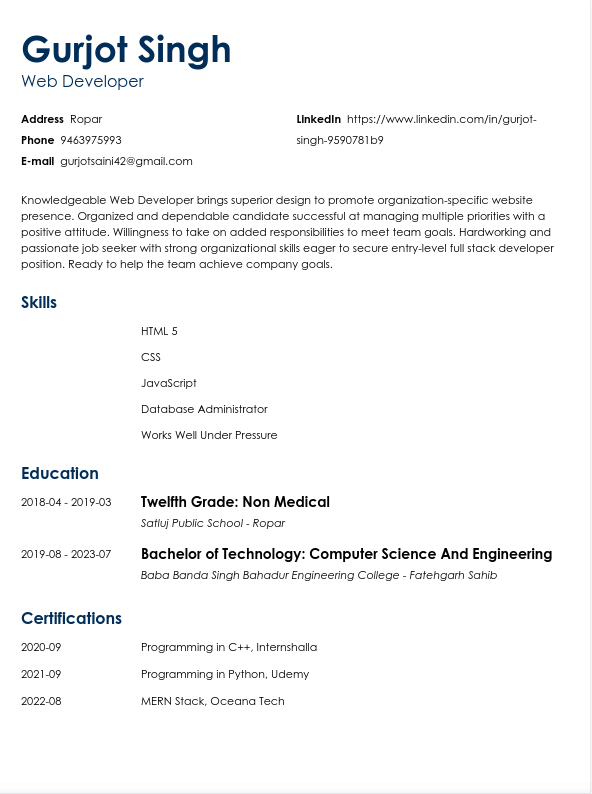 Gurjot Singh
Web Developer
Address Ropar
Phone 9463975993
E-mail gurjotsaini42@gmail.com
LinkedIn https://www.linkedin.com/in/gurjot-
singh-9590781b9
Knowledgeable Web Developer brings superior design to promote organization-specific website
presence. Organized and dependable candidate successful at managing multiple priorities with a
positive attitude. Willingness to take on added responsibilities to meet team goals. Hardworking and
passionate job seeker with strong organizational skills eager to secure entry-level full stack developer
position. Ready to help the team achieve company goals.
Skills
HTML 5
CSS
JavaScript
Database Administrator
Works Well Under Pressure
Education
2018-04 - 2019-03 Twelfth Grade: Non Medical
Satluj Public School - Ropar
2019-08 - 2023-07 Bachelor of Technology: Computer Science And Engineering
Baba Banda Singh Bahadur Engineering College - Fatehgarh Sahib
Certifications
2020-09 Programming in C++, Internshalla
2021-09 Programming in Python, Udemy
2022-08 MERN Stack, Oceana Tech